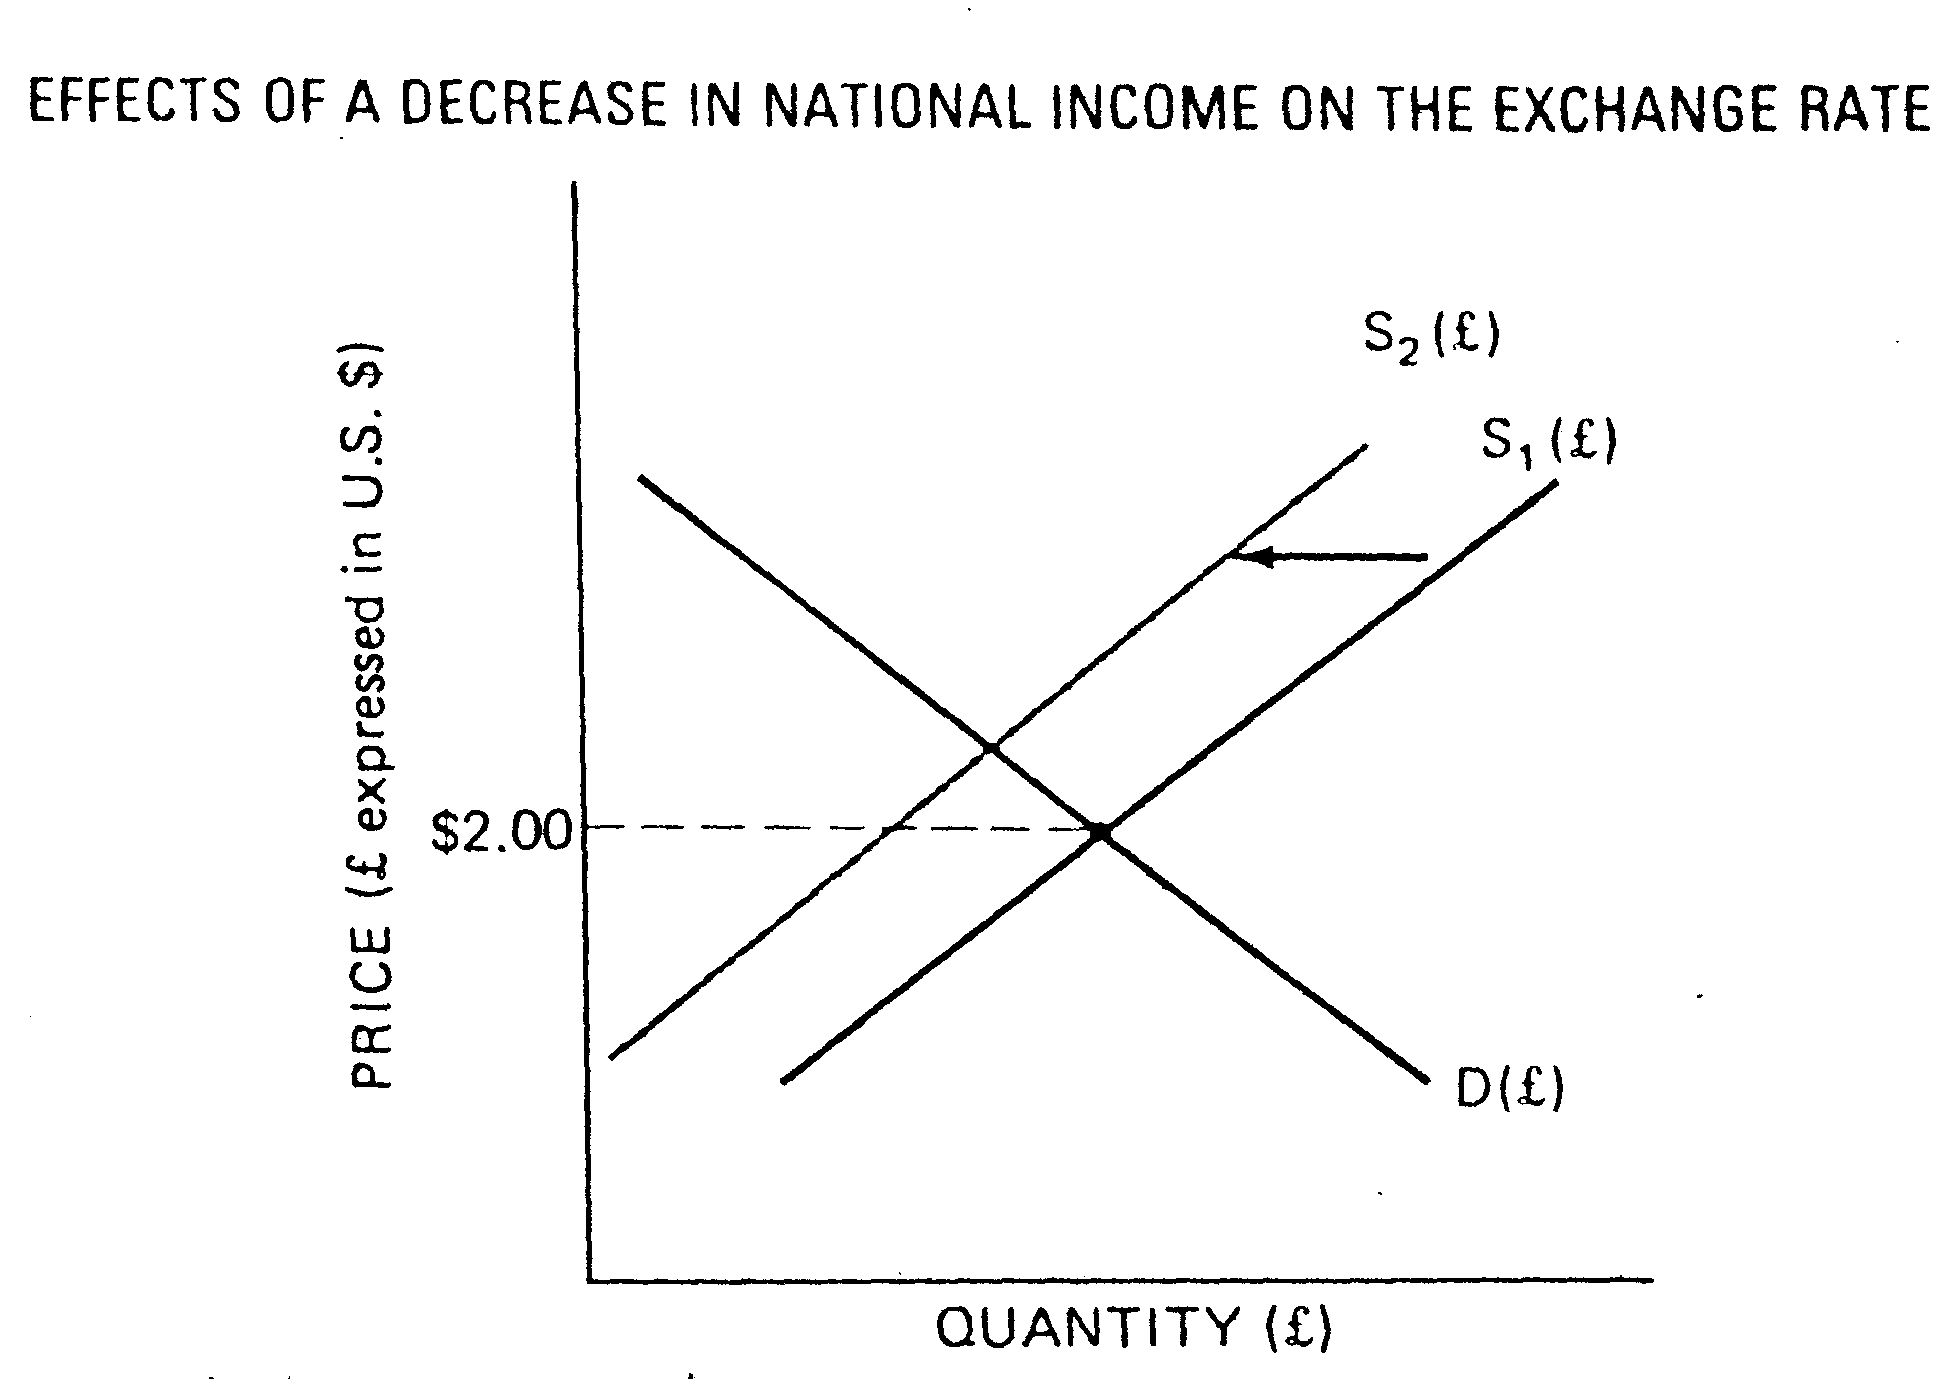 EFFECTS OF A DECREASE IN NATIONAL INCOME ON THE EXCHANGE RATE
S₂ (£)
S₁ (£)
PRICE (£ expressed in U.S. $)
$2.00
D(£)
QUANTITY (£)